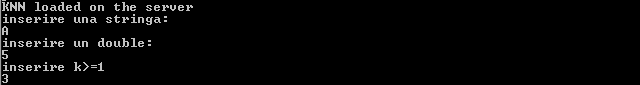 KNN loaded on the server
inserire una stringa:
A
inserire un double:
5
inserire k>=1
3